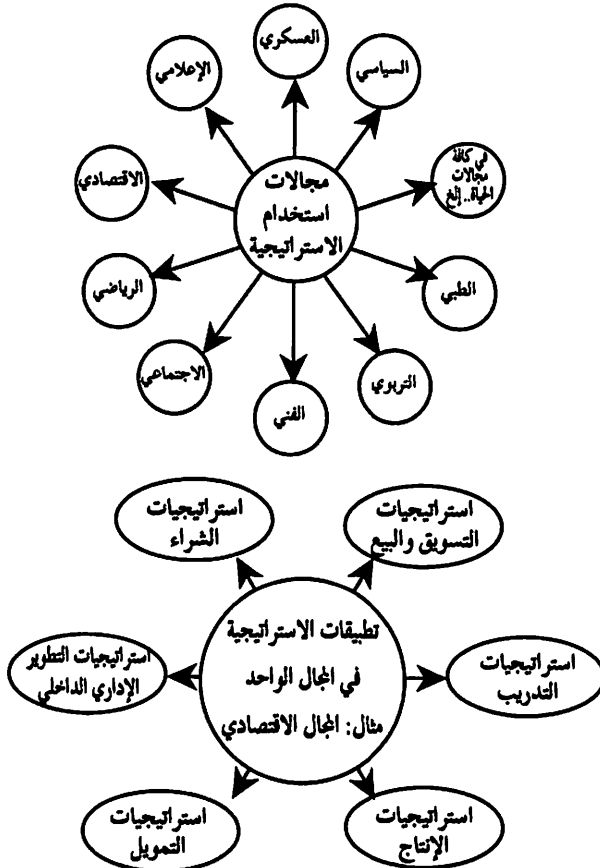 العسكري
السياسي
الإعلامي
في كافة
مجالات
الحياة..إلخ
الاقتصادي
مجالات
استخدام
الاستراتيجية
الطبي
الرياضي
التربوي
الاجتماعي
الفني
استراتيجيات
التسويق والبيع
استراتيجيات
الشراء
تطبيقات الاستراتيجية
في المجال الواحد
مثال: المجال الاقتصادي
استراتيجيات
التدريب
استراتيجيات التطوير
الإداري الداخلي
استراتيجيات
الإنتاج
استراتيجيات
التمويل